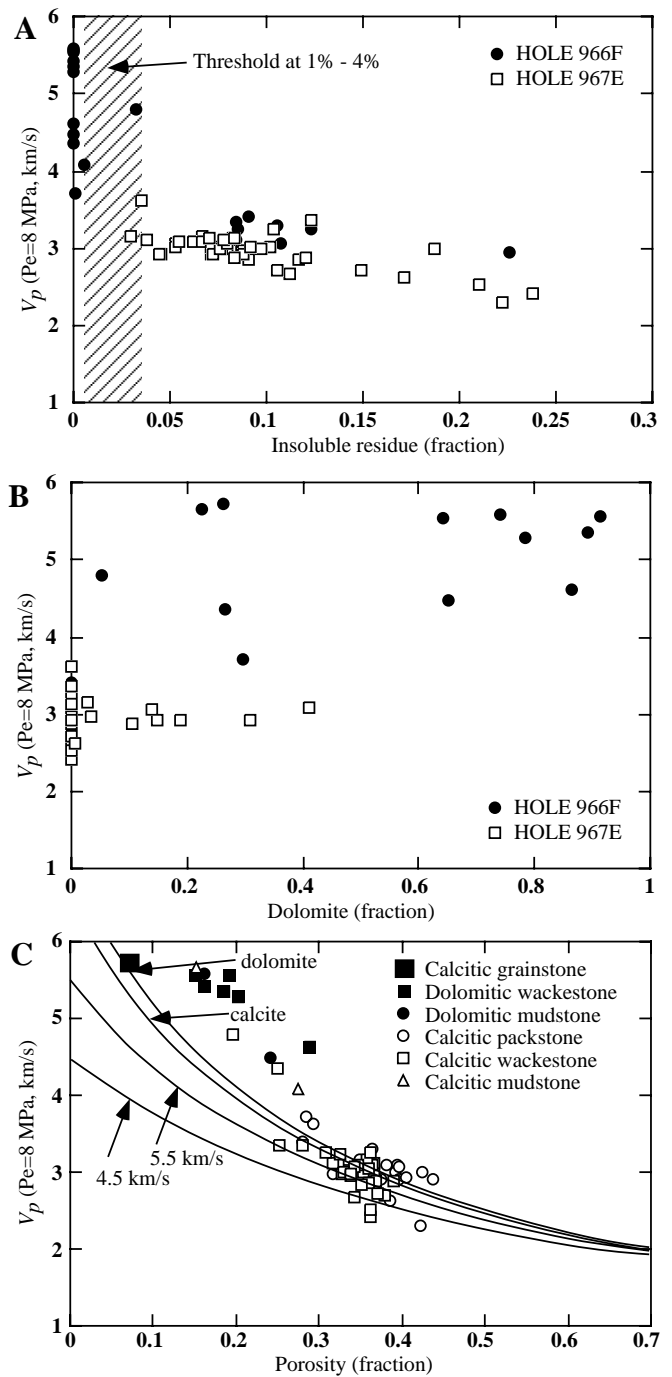 A
6
5
4
3
2
1
Vp (Pe=8 MPa, km/s)
Threshold at 1% - 4%
HOLE 966F
HOLE 967E
0
0.05
0.1
0.15
0.2
0.25
0.3
Insoluble residue (fraction)
B
6
5
4
3
2
1
Vp (Pe=8 MPa, km/s)
HOLE 966F
HOLE 967E
0
0.2
0.4
0.6
0.8
1
Dolomite (fraction)
C
6
5
4
3
2
1
Vp (Pe=8 MPa, km/s)
dolomite
calcite
5.5 km/s
4.5 km/s
Calcitic grainstone
Dolomitic wackestone
Dolomitic mudstone
Calcitic packstone
Calcitic wackestone
Calcitic mudstone
0
0.1
0.2
0.3
0.4
0.5
0.6
0.7
Porosity (fraction)